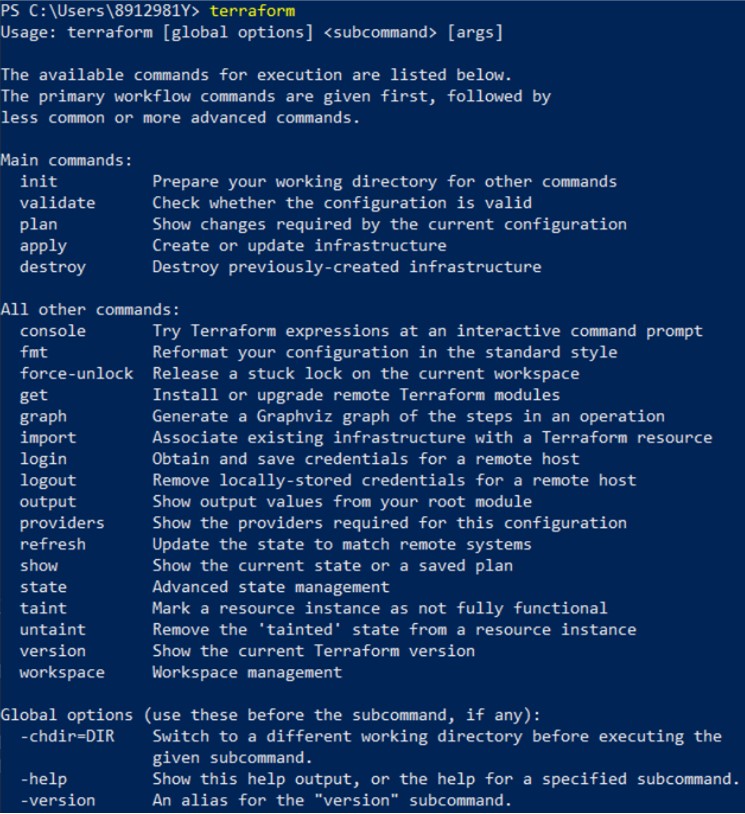 PS C:\Users\8912981Y> terraform
Usage: terraform [global options] <subcommand> [args]
The available commands for execution are listed below.
The primary workflow commands are given first, followed by
less common or more advanced commands.
Main commands:
init Prepare your working directory for other commands
validate Check whether the configuration is valid
plan Show changes required by the current configuration
apply Create or update infrastructure
destroy Destroy previously-created infrastructure
All other commands:
console Try Terraform expressions at an interactive command prompt
fmt Reformat your configuration in the standard style
force-unlock Release a stuck lock on the current workspace
get Install or upgrade remote Terraform modules
graph Generate a Graphviz graph of the steps in an operation
import Associate existing infrastructure with a Terraform resource
login Obtain and save credentials for a remote host
logout Remove locally-stored credentials for a remote host
output Show output values from your root module
providers Show the providers required for this configuration
refresh Update the state to match remote systems
show Show the current state or a saved plan
state Advanced state management
taint Mark a resource instance as not fully functional
untaint Remove the 'tainted' state from a resource instance
version Show the current Terraform version
workspace Workspace management
Global options (use these before the subcommand, if any):
-chdir=DIR Switch to a different working directory before executing the
given subcommand.
-help Show this help output, or the help for a specified subcommand.
-version An alias for the "version" subcommand.